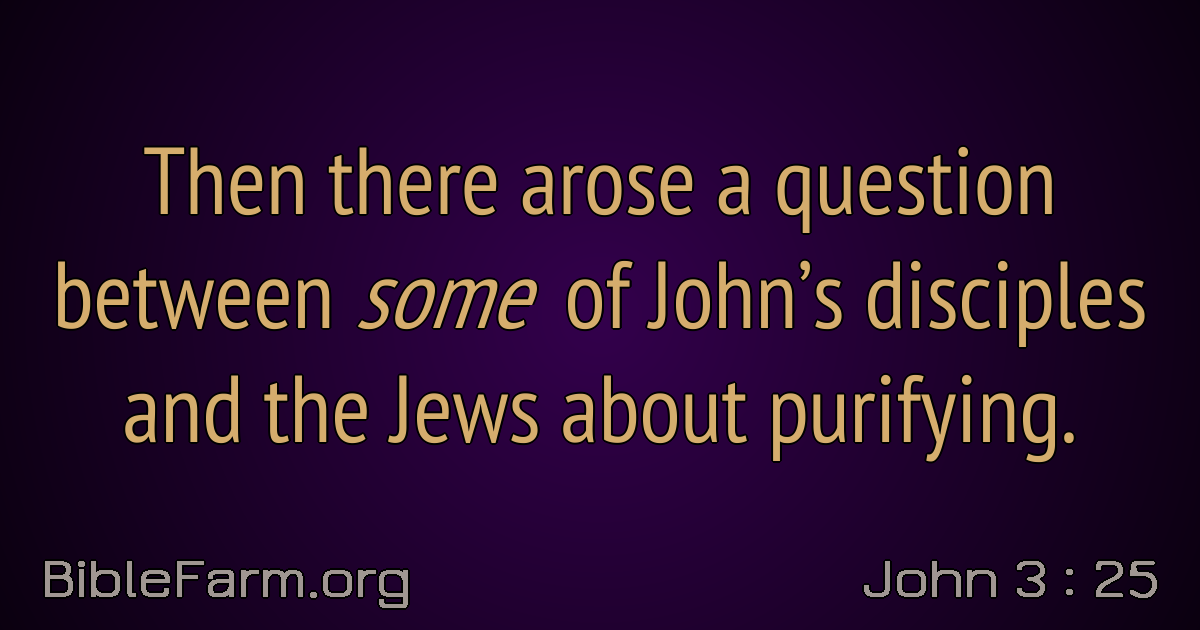 Then there arose a question
between some of John’s disciples
and the Jews about purifying.
BibleFarm.org
John 3 : 25